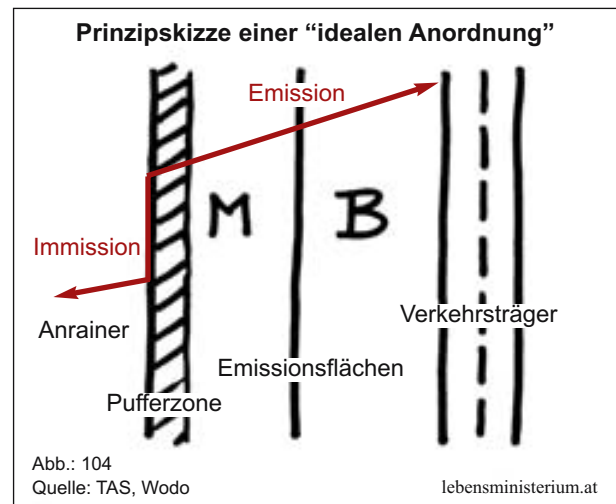 Prinzipskizze einer “idealen Anordnung”
Emission
M
B
Immission
Verkehrsträger
Anrainer
Emissionsflächen
Pufferzone
Abb.: 104
Quelle: TAS, Wodo
lebensministerium.at